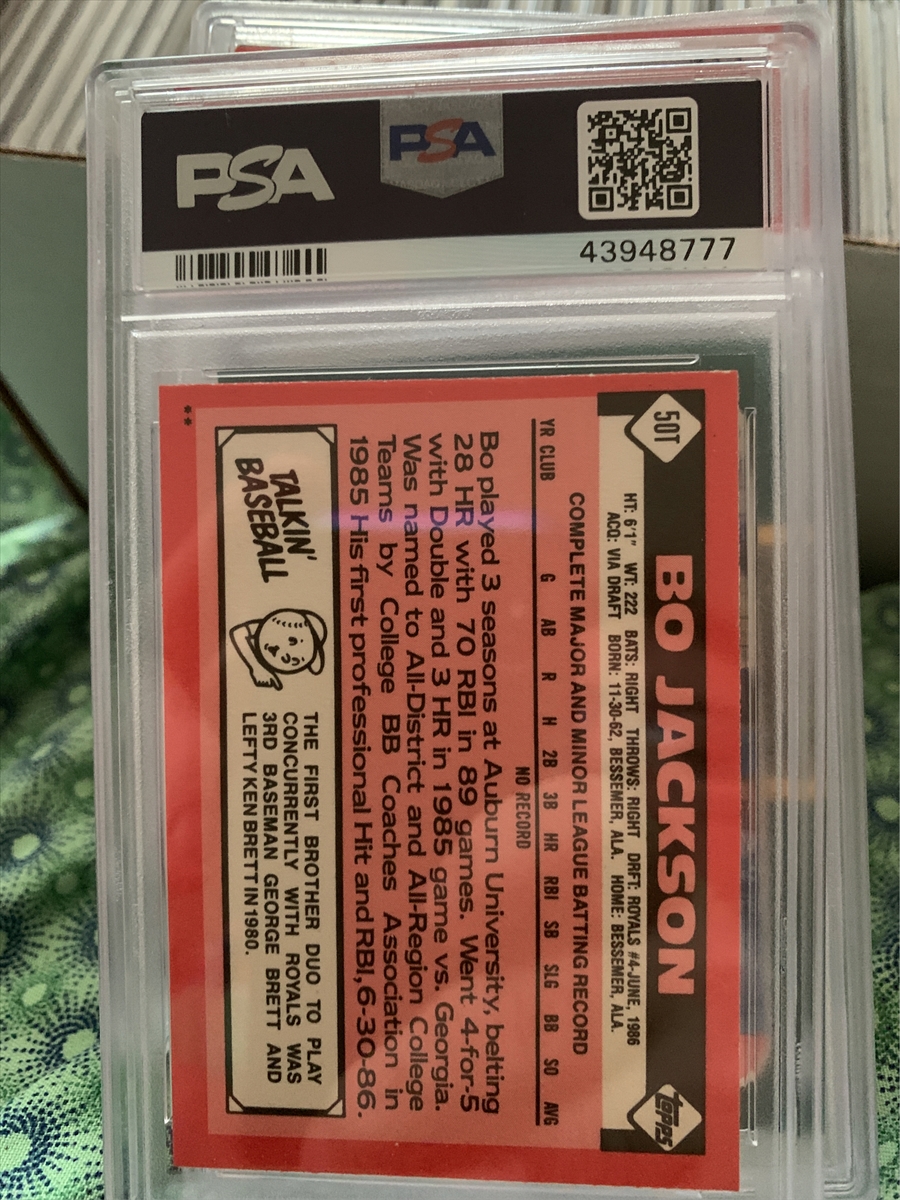 PSA
PSA
43948777
50T
BO JACKSON
topps
HT: 6'1" WT: 222 BATS: RIGHT THROWS: RIGHT DRFT: ROYALS #4-JUNE, 1986
ACQ: VIA DRAFT BORN: 11-30-62, BESSEMER, ALA. HOME: BESSEMER, ALA.
COMPLETE MAJOR AND MINOR LEAGUE BATTING RECORD
YR CLUB G AB R H 2B 3B HR RBI SB SLG BB SO AVG
NO RECORD
Bo played 3 seasons at Auburn University, belting
28 HR with 70 RBI in 89 games. Went 4-for-5
with Double and 3 HR in 1985 game vs. Georgia.
Was named to All-District and All-Region College
Teams by College BB Coaches Association in
1985 His first professional Hit and RBI, 6-30-86.
TALKIN'
BASEBALL
THE FIRST BROTHER DUO TO PLAY
CONCURRENTLY WITH ROYALS WAS
3RD BASEMAN GEORGE BRETT AND
LEFTY KEN BRETT IN 1980.
**